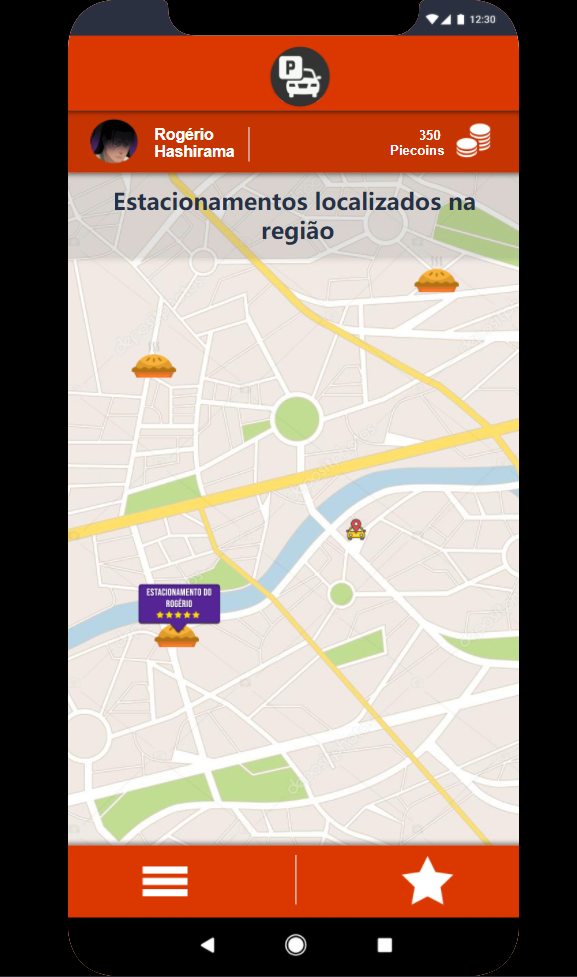 12:30
P
Rogério
Hashirama
350
Piecoins
Estacionamentos localizados na
região
ESTACIONAMENTO DO
ROGÉRIO